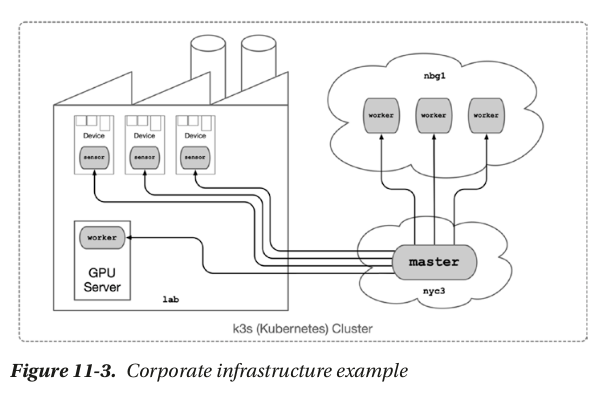 nbg1
worker worker worker
Device Device Device
sensor sensor sensor
worker
GPU
Server
lab
master
nyc3
k3s (Kubernetes) Cluster
Figure 11-3. Corporate infrastructure example